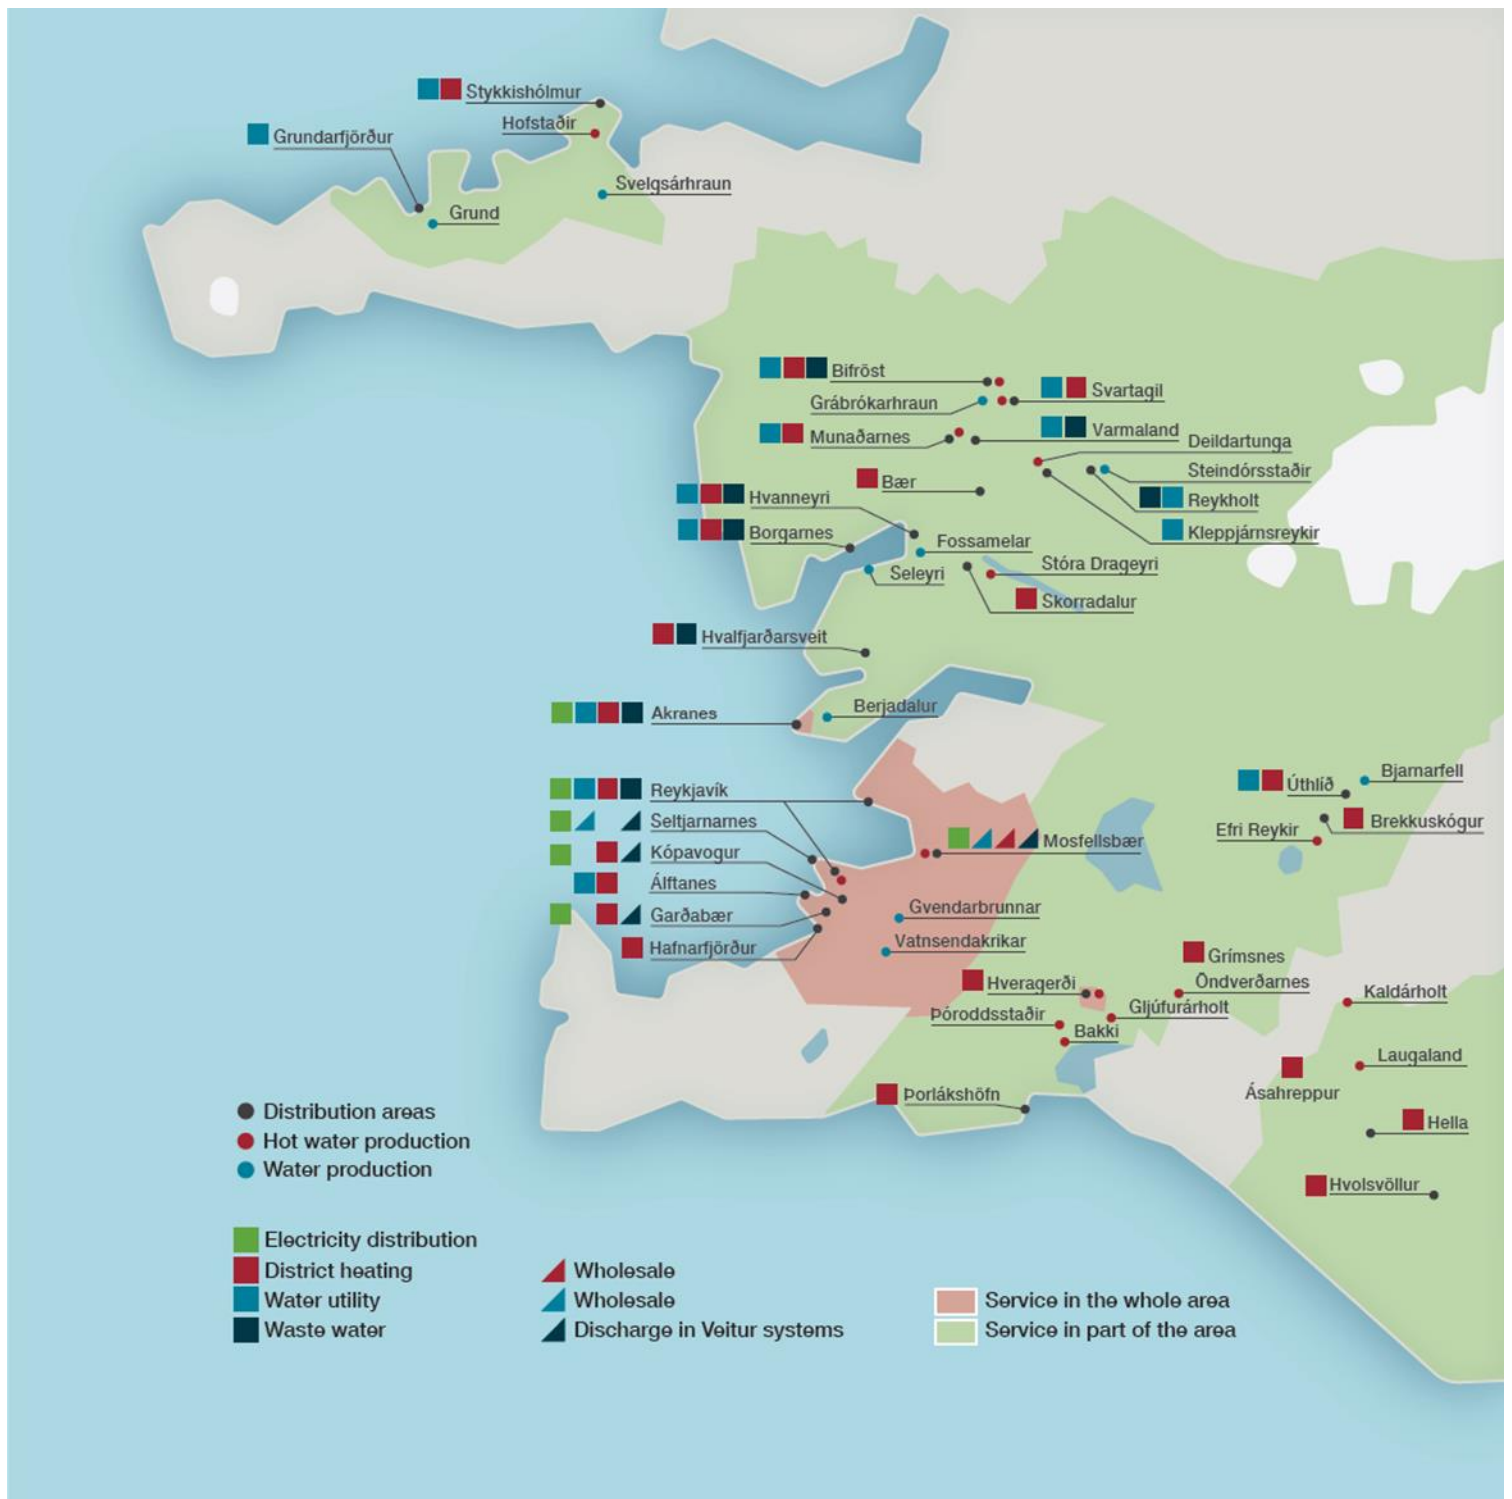 Stykkishólmur
Hofstaðir
Grundarfjörður
Svelgsárhraun
Grund
Bifröst
Svartagil
Grábrókarhraun
Munaðarnes
Varmaland
Deildartunga
Steindórsstaðir
Bær
Hvanneyri
Reykholt
Borgarnes
Kleppjárnsreykir
Fossamelar
Seleyri
Stóra Drageyri
Skorradalur
Hvalfjarðarsveit
Akranes
Berjadalur
Bjarnarfell
Úthlíð
Reykjavík
Seltjarnarnes
Brekkuskógur
Efri Reykir
Mosfellsbær
Kópavogur
Álftanes
Garðabær
Gvendarbrunnar
Hafnarfjörður
Vatnsendakrikar
Grímsnes
Hveragerði
Öndverðarnes
Kaldárholt
Þóroddsstaðir
Gljúfurárholt
Bakki
Laugaland
Þorlákshöfn
Ásahreppur
Hella
Hvolsvöllur
Distribution areas
Hot water production
Water production
Electricity distribution
District heating
Wholesale
Water utility
Wholesale
Service in the whole area
Waste water
Discharge in Veitur systems
Service in part of the area